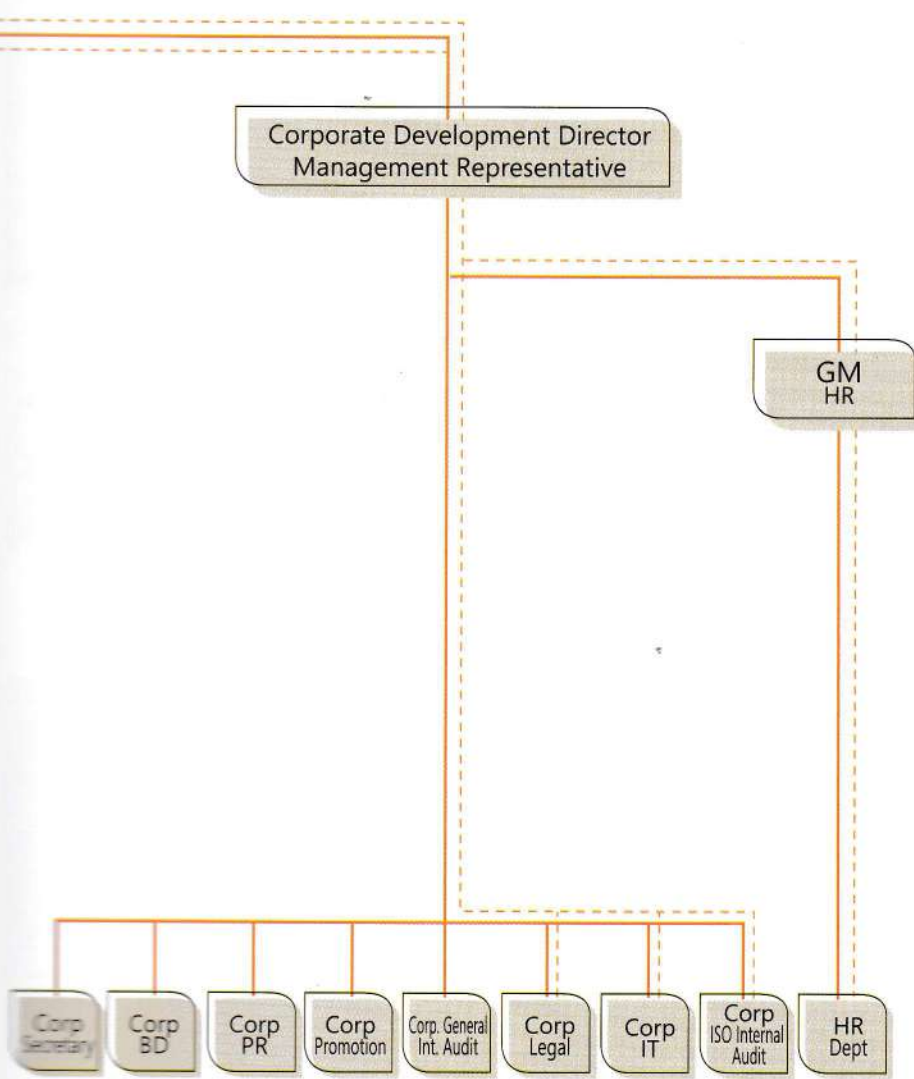 Corporate Development Director
Management Representative
GM
HR
Corp
Secretary
Corp
BD
Corp
PR
Corp
Promotion
Corp. General
Int. Audit
Corp
Legal
Corp
IT
Corp
ISO Internal
Audit
HR
Dept